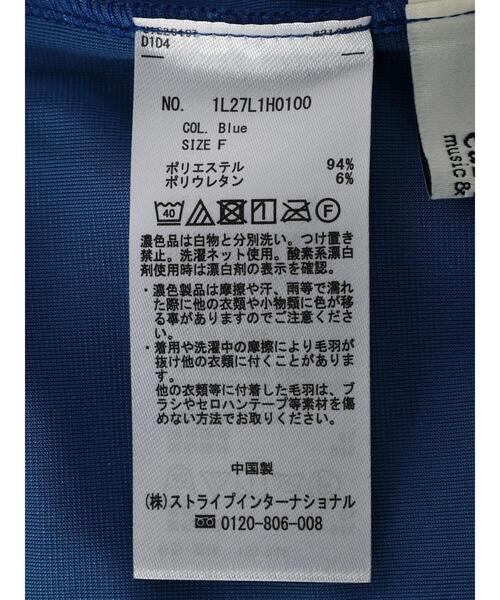 D1D4
NO. 1L27L1H0100
COL. Blue
SIZE F
ポリエステル 94%
ポリウレタン 6%
40 F
濃色品は白物と分別洗い。つけ置き
禁止。洗濯ネット使用。酸素系漂白
剤使用時は漂白剤の表示を確認。
・濃色製品は摩擦や汗、雨等で濡れ
た際に他の衣類や小物類に色が移
る事がありますのでご注意くださ
い。
・着用や洗濯中の摩擦により毛羽が
抜け他の衣類に付くことがありま
す。
他の衣類等に付着した毛羽は、ブ
ラシやセロハンテープ等素材を傷
めない方法でお取りください。
中国製
(株)ストライプインターナショナル
0120-806-008
music &